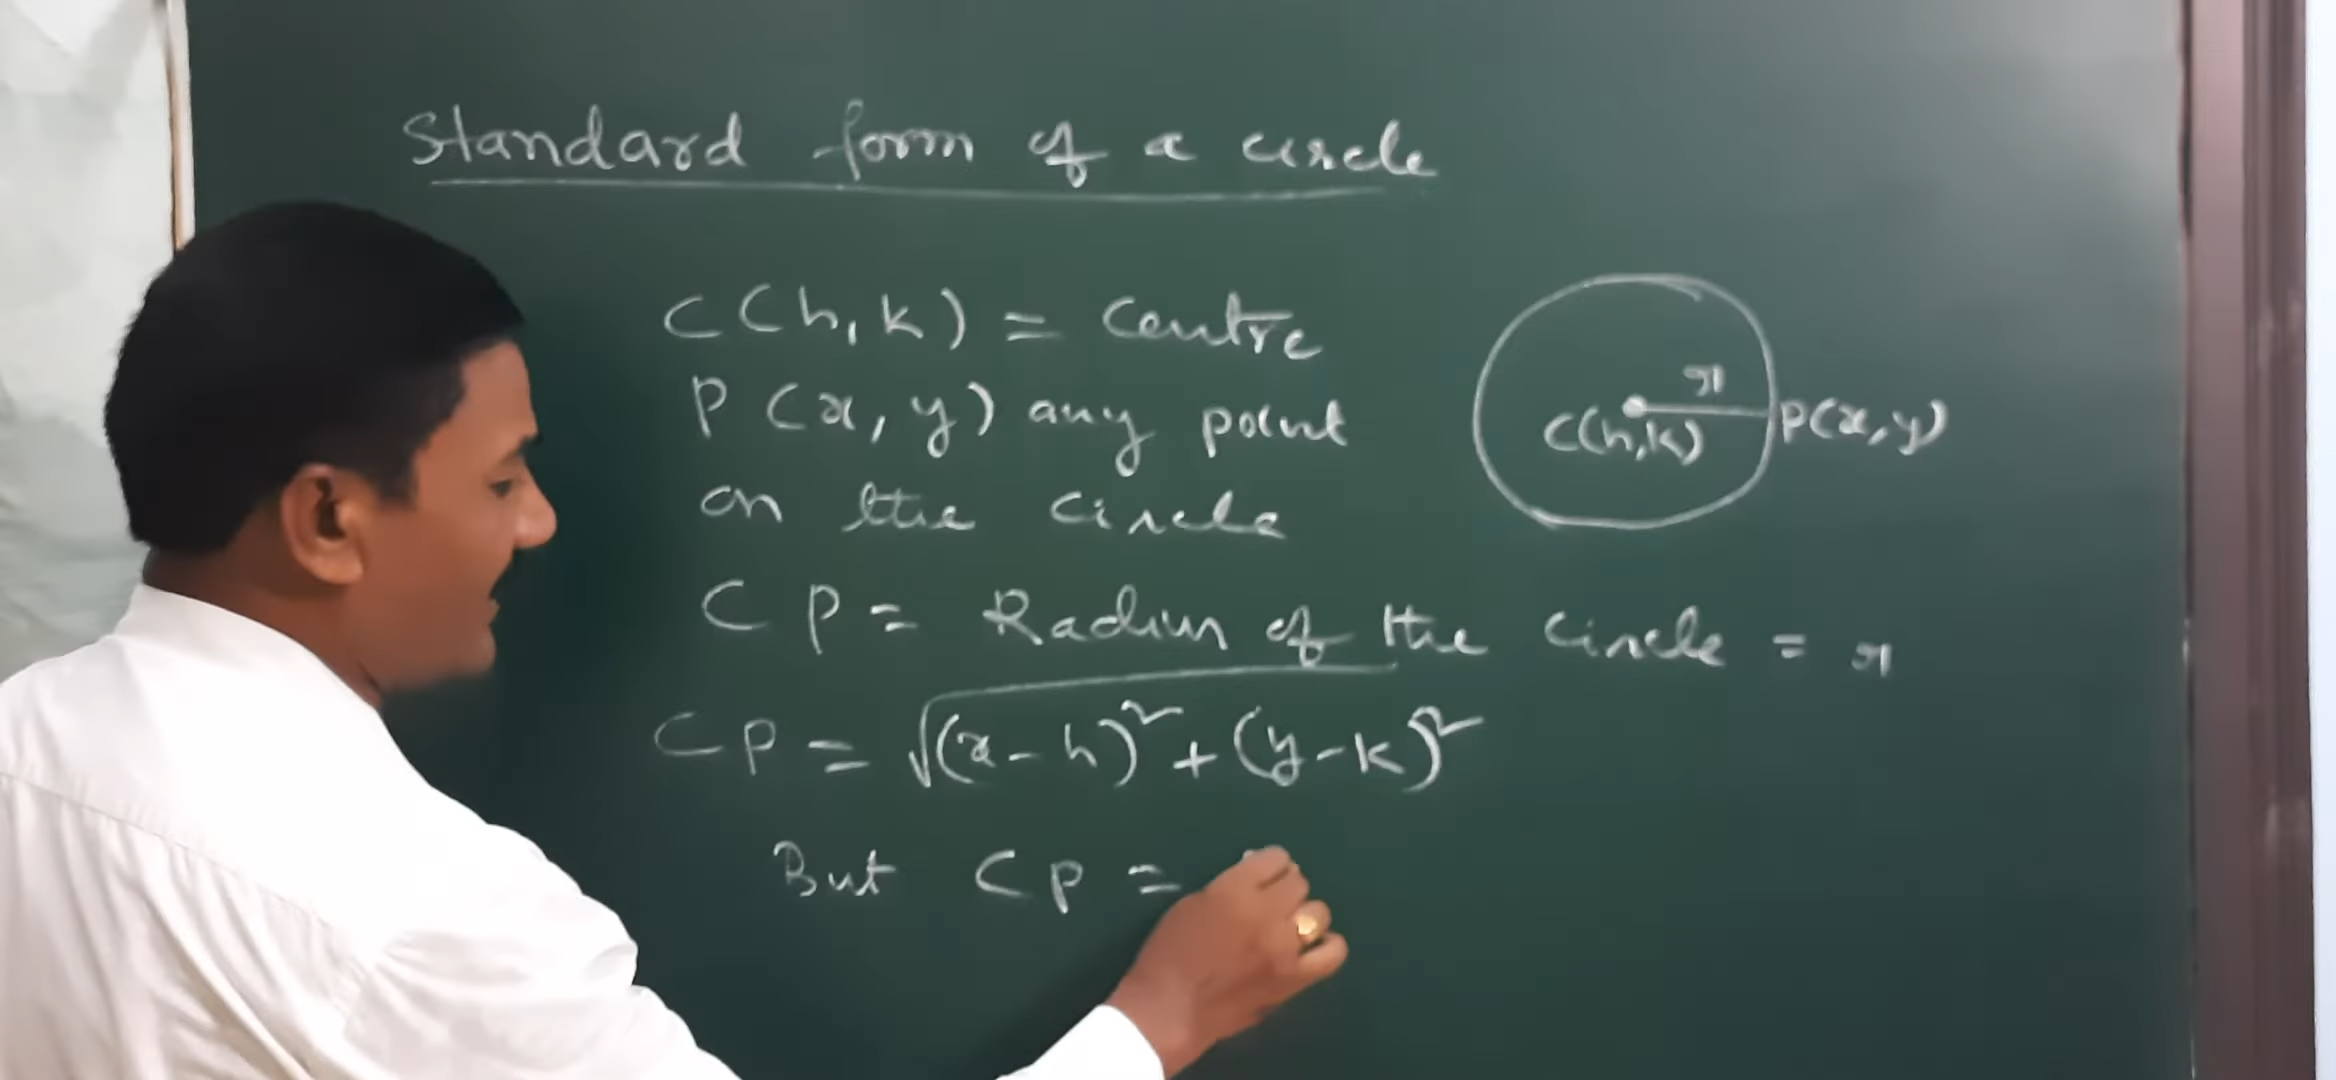 Standard form of a circle
C(h,k) = Centre
P(x,y) any point
on the circle
CP = Radius of the circle = r
CP = √(x-h)²+(y-k)²
But CP =
r
C(h,k)
P(x,y)